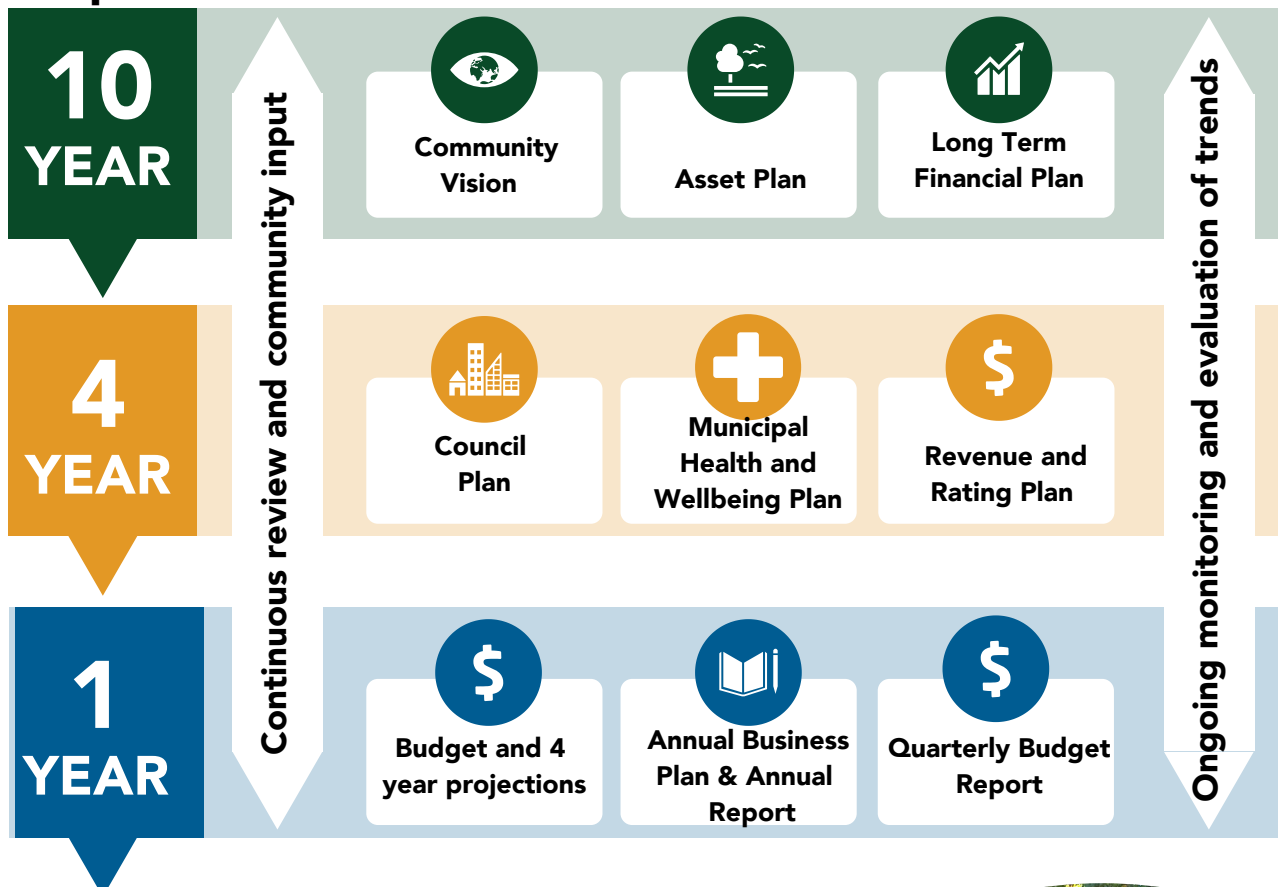 10
YEAR
Continuous review and community input
Community
Vision
Asset Plan
Long Term
Financial Plan
Ongoing monitoring and evaluation of trends
4
YEAR
Council
Plan
Municipal
Health and
Wellbeing Plan
$
Revenue and
Rating Plan
1
YEAR
$
Budget and 4
year projections
Annual Business
Plan & Annual
Report
$
Quarterly Budget
Report